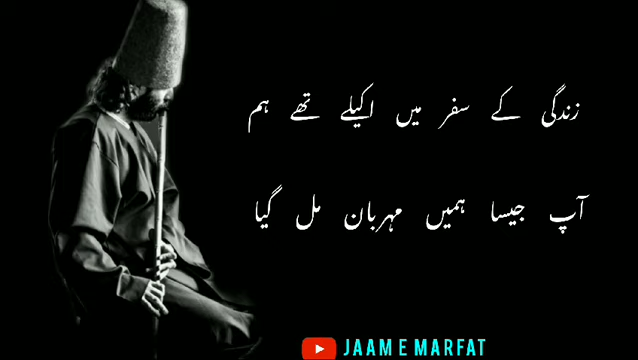 زندگی کے سفر میں اکیلے تھے ہم
آپ جیسا ہمیں مہربان مل گیا
JAAM E MARFAT